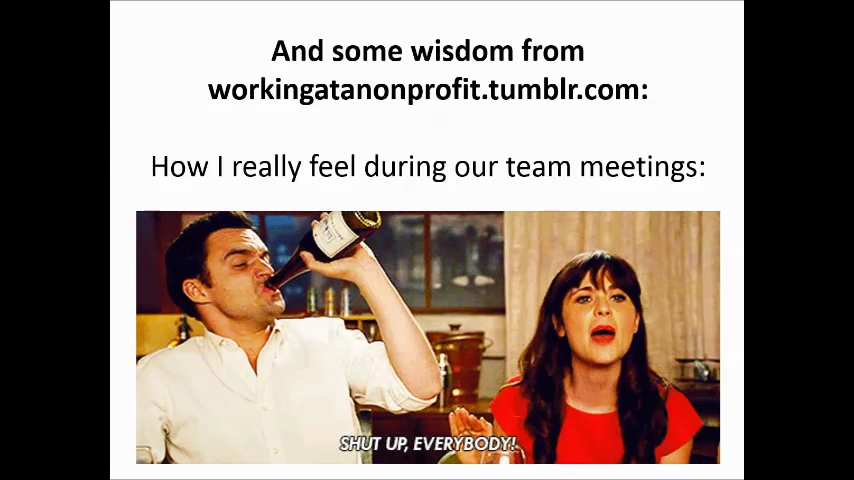 And some wisdom from
workingatanonprofit.tumblr.com:
How I really feel during our team meetings:
SHUT UP, EVERYBODY!